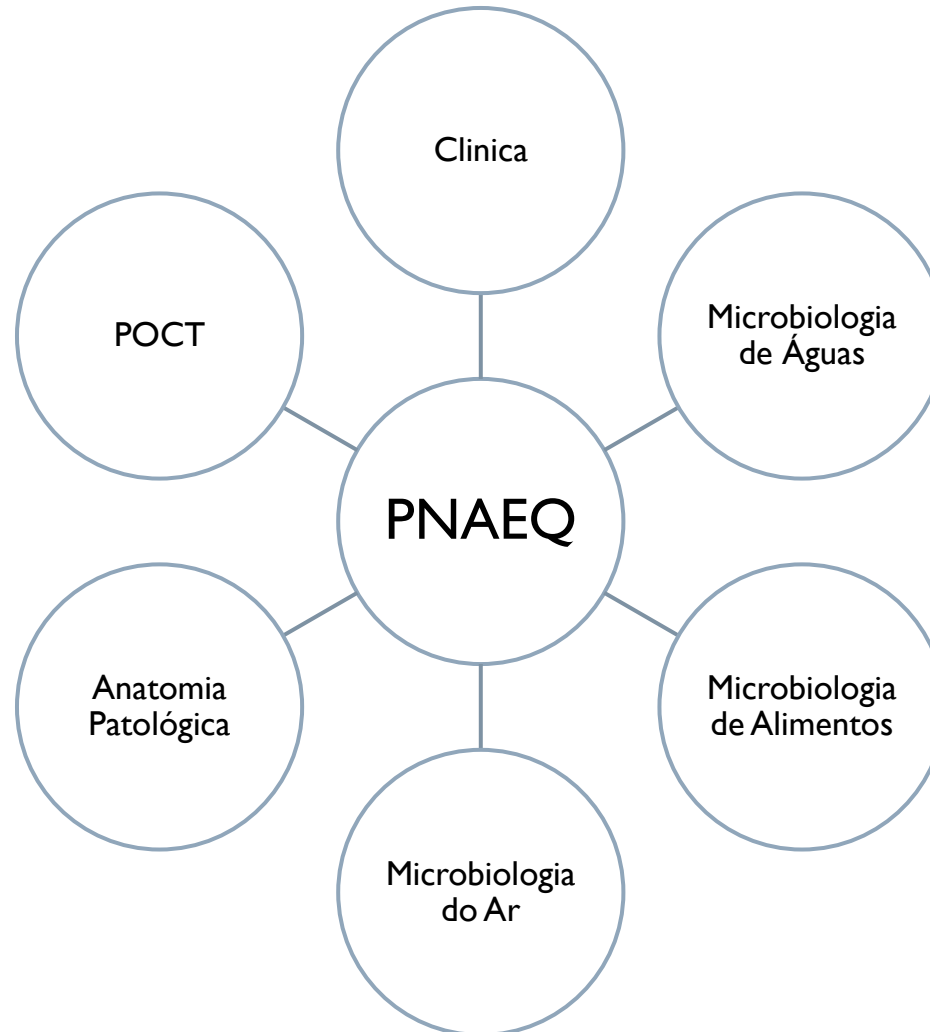 Clinica
POCT
Microbiologia
de Águas
PNAEQ
Anatomia
Patológica
Microbiologia
de Alimentos
Microbiologia
do Ar